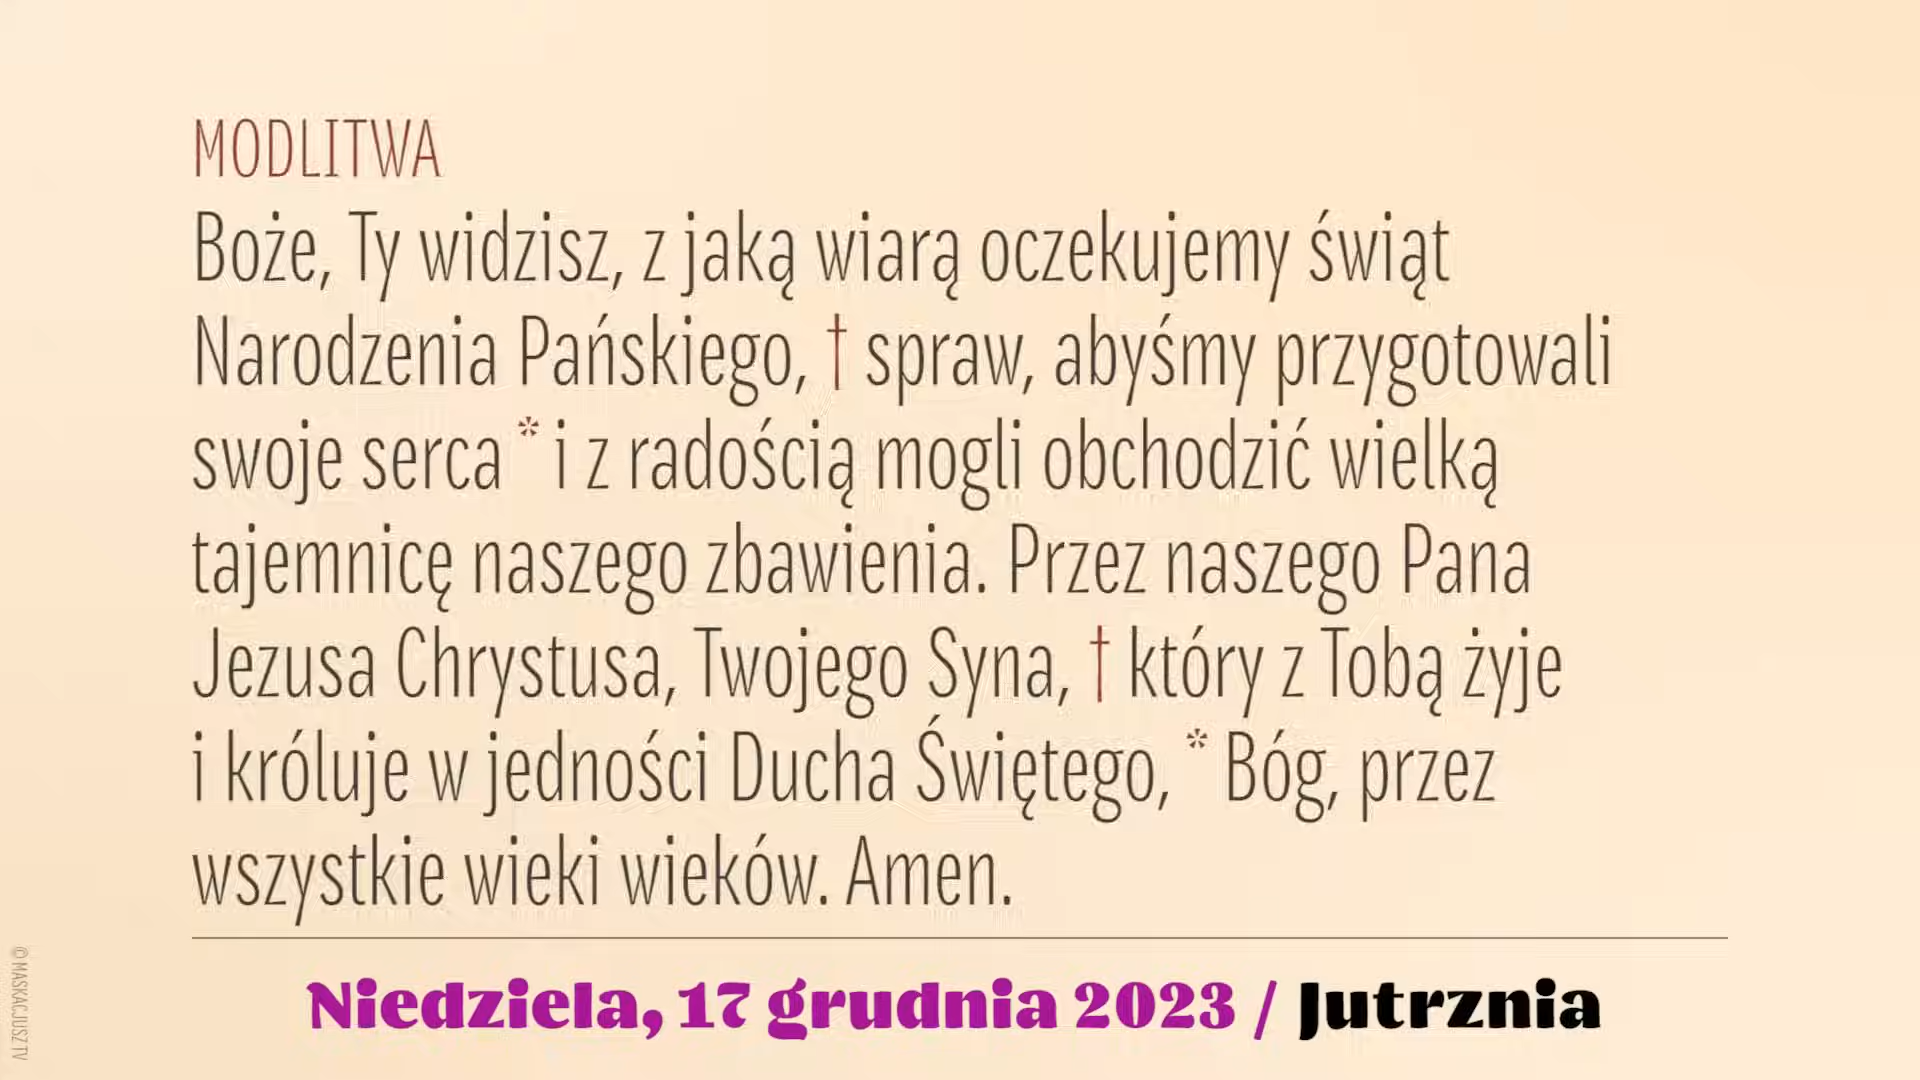 MODLITWA
Boże, Ty widzisz, z jaką wiarą oczekujemy świąt
Narodzenia Pańskiego, † spraw, abyśmy przygotowali
swoje serca * i z radością mogli obchodzić wielką
tajemnicę naszego zbawienia. Przez naszego Pana
Jezusa Chrystusa, Twojego Syna, † który z Tobą żyje
i króluje w jedności Ducha Świętego, * Bóg, przez
wszystkie wieki wieków. Amen.
Niedziela, 17 grudnia 2023 / Jutrznia
© MASKACJUSZ TV